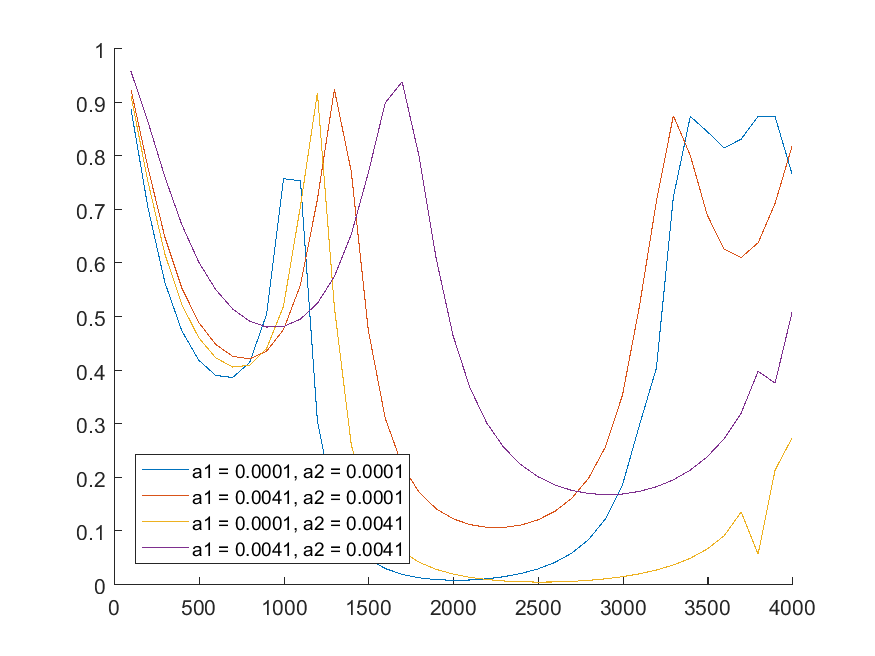 1
0.9
0.8
0.7
0.6
0.5
0.4
0.3
0.2
0.1
0
a1 = 0.0001, a2 = 0.0001
a1 = 0.0041, a2 = 0.0001
a1 = 0.0001, a2 = 0.0041
a1 = 0.0041, a2 = 0.0041
0 500 1000 1500 2000 2500 3000 3500 4000